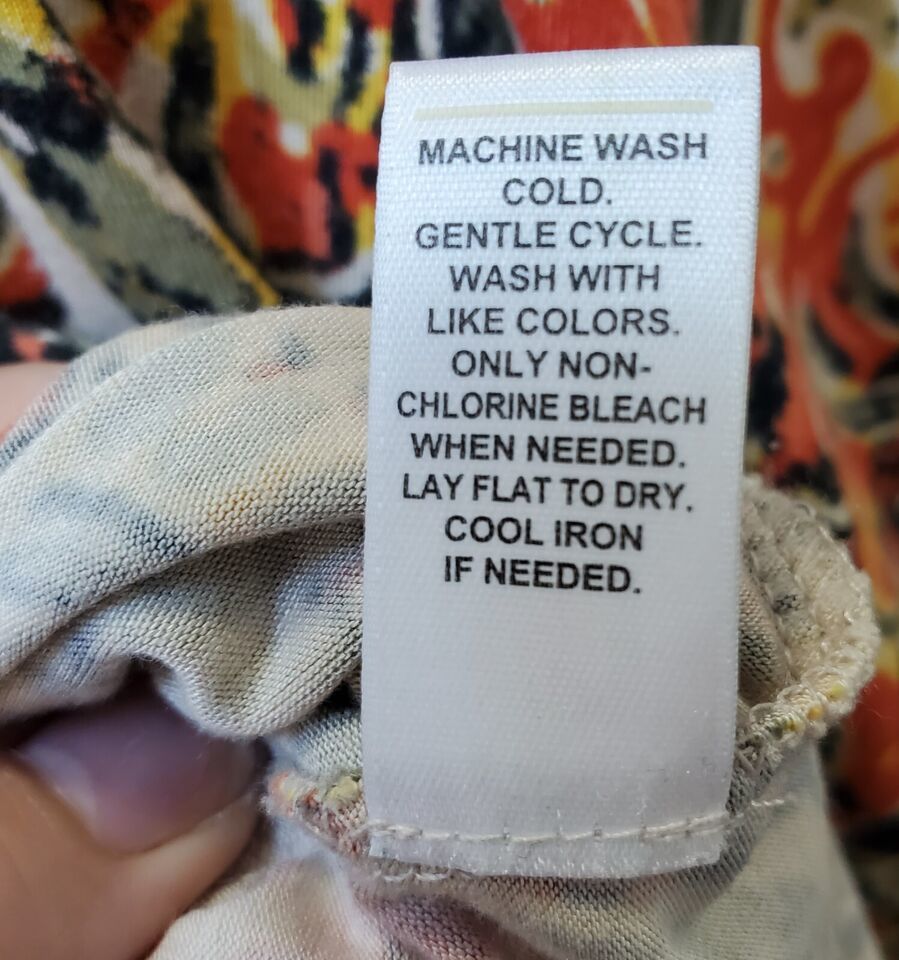 MACHINE WASH
COLD.
GENTLE CYCLE.
WASH WITH
LIKE COLORS.
ONLY NON-
CHLORINE BLEACH
WHEN NEEDED.
LAY FLAT TO DRY.
COOL IRON
IF NEEDED.